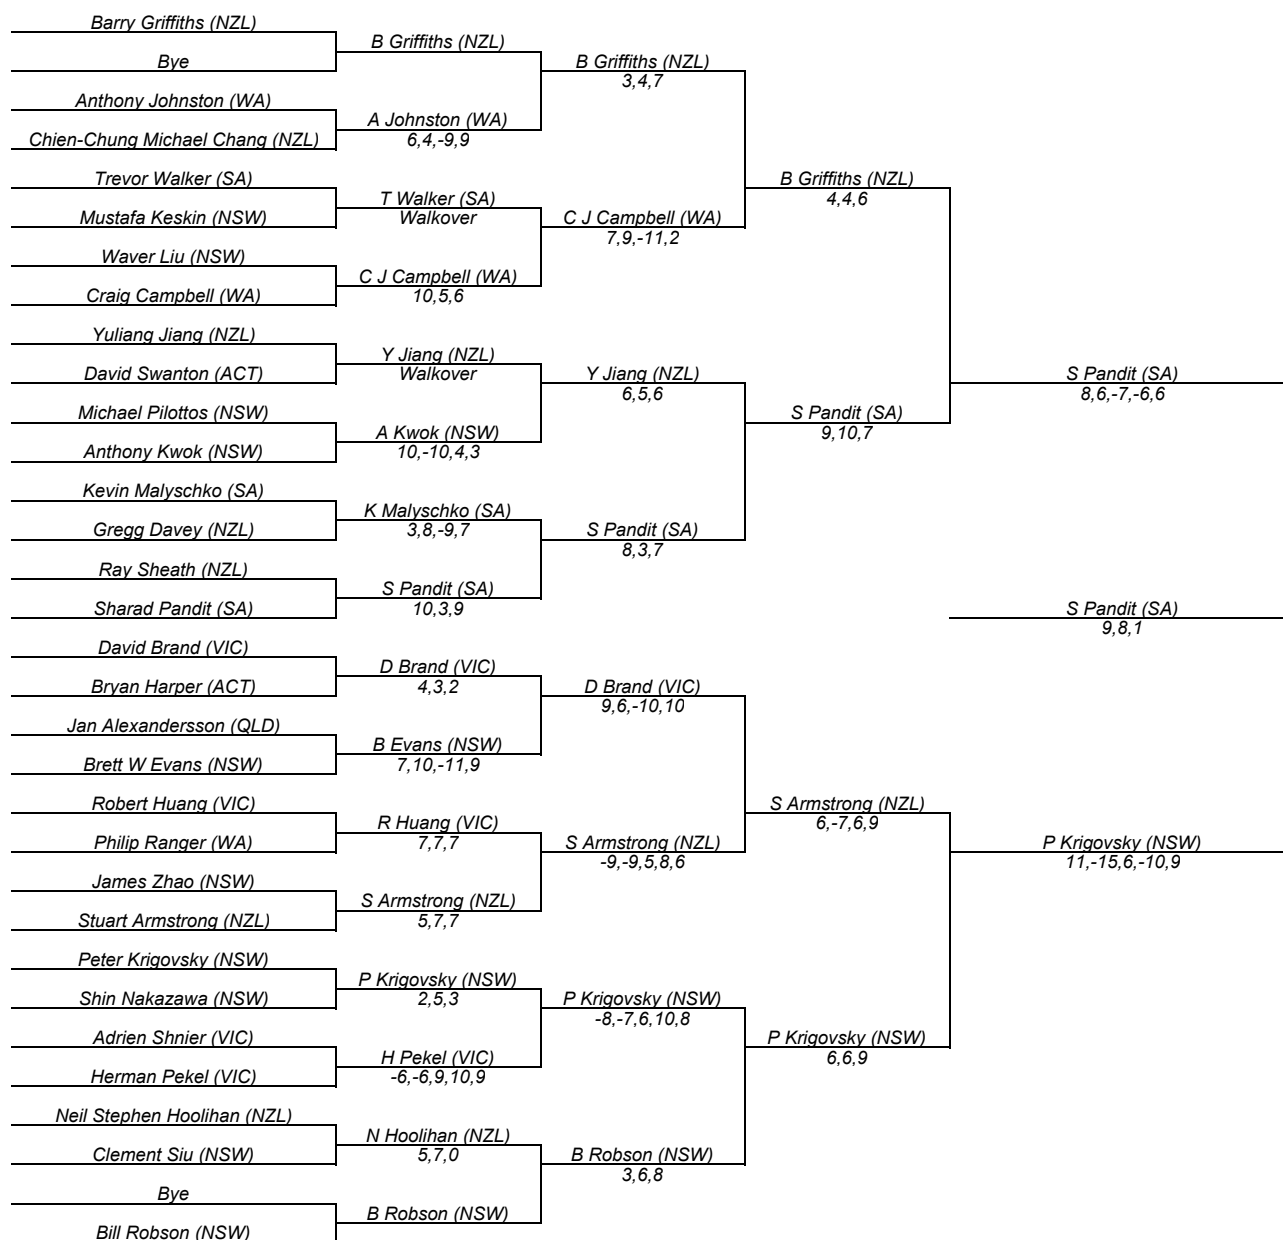 Barry Griffiths (NZL)
B Griffiths (NZL)
Bye
B Griffiths (NZL)
3,4,7
Anthony Johnston (WA)
A Johnston (WA)
Chien-Chung Michael Chang (NZL)
6,4,-9,9
Trevor Walker (SA)
B Griffiths (NZL)
4,4,6
T Walker (SA)
Mustafa Keskin (NSW)
Walkover
C J Campbell (WA)
7,9,-11,2
Waver Liu (NSW)
C J Campbell (WA)
Craig Campbell (WA)
10,5,6
Yuliang Jiang (NZL)
Y Jiang (NZL)
David Swanton (ACT)
Walkover
Y Jiang (NZL)
6,5,6
S Pandit (SA)
8,6,-7,-6,6
Michael Pilottos (NSW)
S Pandit (SA)
9,10,7
A Kwok (NSW)
Anthony Kwok (NSW)
10,-10,4,3
Kevin Malyschko (SA)
K Malyschko (SA)
Gregg Davey (NZL)
3,8,-9,7
S Pandit (SA)
8,3,7
Ray Sheath (NZL)
S Pandit (SA)
Sharad Pandit (SA)
10,3,9
S Pandit (SA)
9,8,1
David Brand (VIC)
D Brand (VIC)
Bryan Harper (ACT)
4,3,2
D Brand (VIC)
9,6,-10,10
Jan Alexandersson (QLD)
B Evans (NSW)
Brett W Evans (NSW)
7,10,-11,9
Robert Huang (VIC)
S Armstrong (NZL)
6,-7,6,9
R Huang (VIC)
Philip Ranger (WA)
7,7,7
S Armstrong (NZL)
-9,-9,5,8,6
P Krigovsky (NSW)
11,-15,6,-10,9
James Zhao (NSW)
S Armstrong (NZL)
Stuart Armstrong (NZL)
5,7,7
Peter Krigovsky (NSW)
P Krigovsky (NSW)
Shin Nakazawa (NSW)
2,5,3
P Krigovsky (NSW)
-8,-7,6,10,8
Adrien Shnier (VIC)
P Krigovsky (NSW)
6,6,9
H Pekel (VIC)
Herman Pekel (VIC)
-6,-6,9,10,9
Neil Stephen Hoolihan (NZL)
N Hoolihan (NZL)
Clement Siu (NSW)
5,7,0
B Robson (NSW)
3,6,8
Bye
B Robson (NSW)
Bill Robson (NSW)